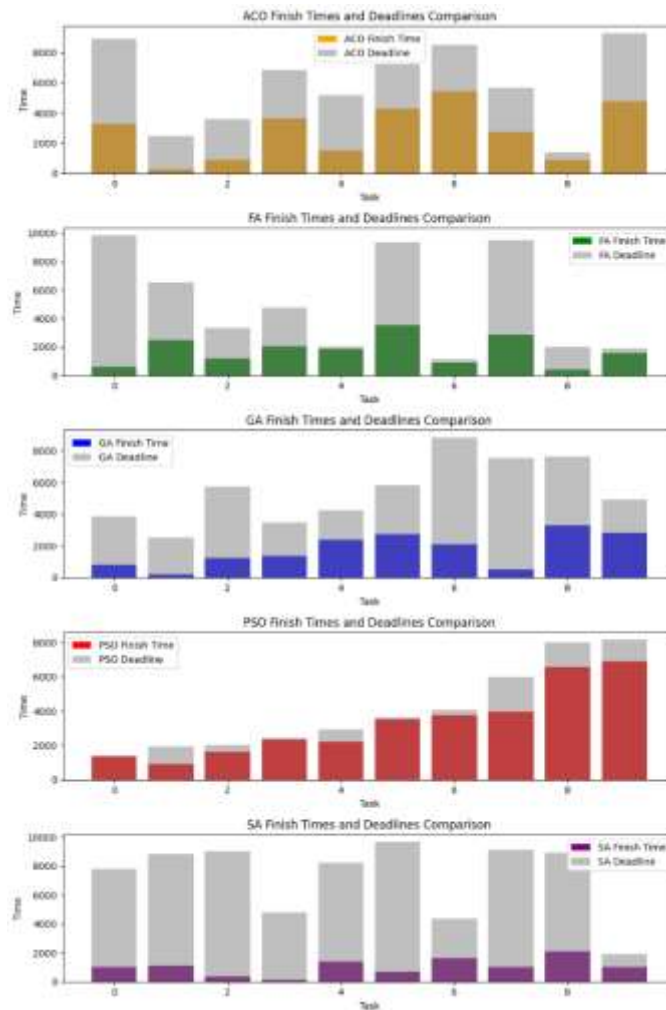 ACO Finish Times and Deadlines Comparison
ACO Finish Time
ACO Deadline
8000
6000
4000
2000
0
Time
0 2 4 6 8
Task
FA Finish Times and Deadlines Comparison
FA Finish Time
FA Deadline
10000
8000
6000
4000
2000
0
Time
0 2 4 6 8
Task
GA Finish Times and Deadlines Comparison
GA Finish Time
GA Deadline
8000
6000
4000
2000
0
Time
0 2 4 6 8
Task
PSO Finish Times and Deadlines Comparison
PSO Finish Time
PSO Deadline
8000
6000
4000
2000
0
Time
0 2 4 6 8
Task
SA Finish Times and Deadlines Comparison
SA Finish Time
SA Deadline
10000
8000
6000
4000
2000
0
Time
0 2 4 6 8
Task